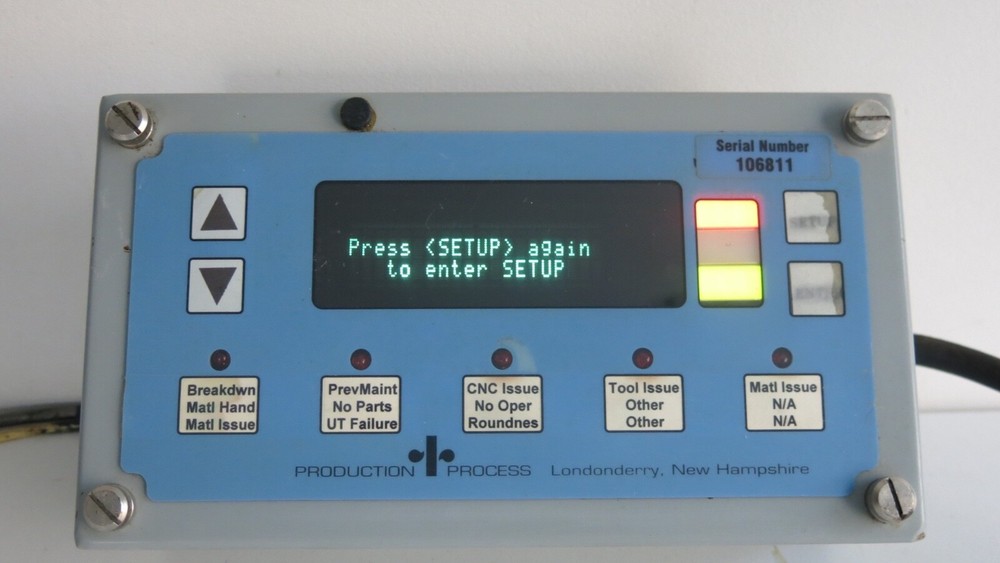 Serial Number
106811
SETUP
Press <SETUP> again
to enter SETUP
Breakdwn
Matl Hand
Matl Issue
PrevMaint
No Parts
UT Failure
CNC Issue
No Oper
Roundnes
Tool Issue
Other
Other
Matl Issue
N/A
N/A
PRODUCTION PROCESS Londonderry, New Hampshire